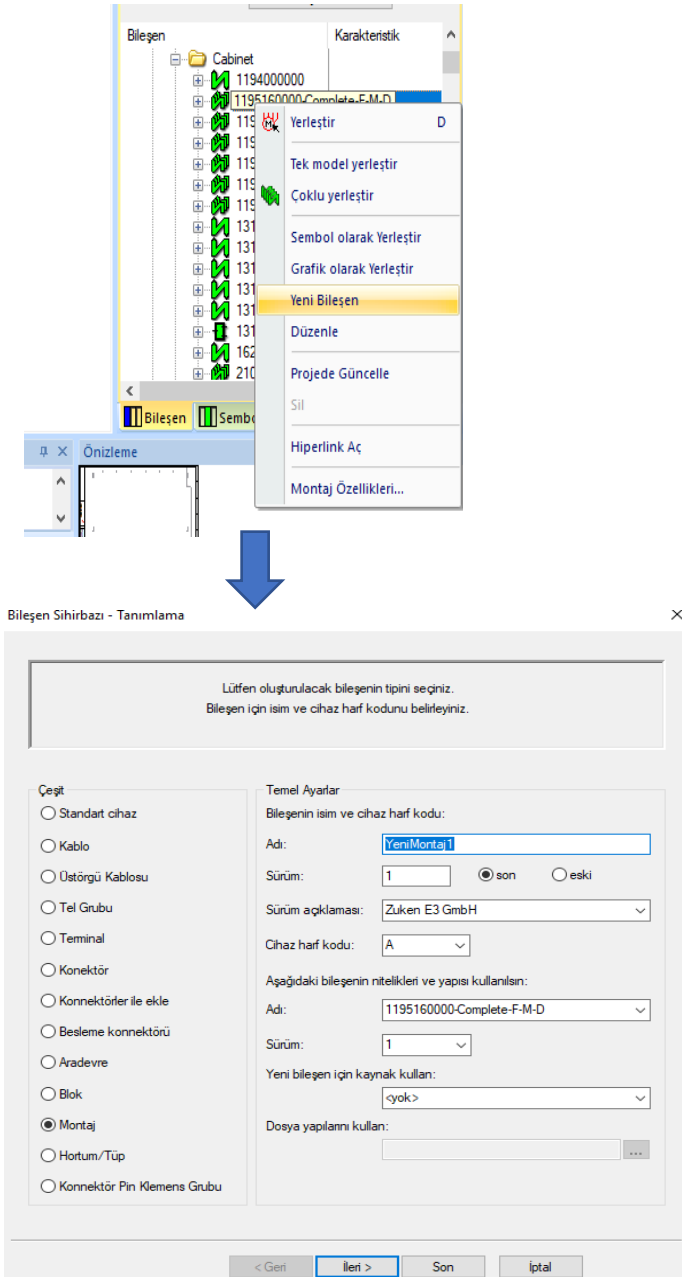 Bileşen Karakteristik
Cabinet
1194000000
1195160000-Complete-F-M-D
119
Yerleştir D
119
119
Tek model yerleştir
119
119
Çoklu yerleştir
131
131
Sembol olarak Yerleştir
131
Grafik olarak Yerleştir
131
Yeni Bileşen
131
131
Düzenle
162
210
Projede Güncelle
Sil
Bileşen Sembo
Hiperlink Aç
Önizleme
Montaj Özellikleri...
Bileşen Sihirbazı - Tanımlama
Lütfen oluşturulacak bileşenin tipini seçiniz.
Bileşen için isim ve cihaz harf kodunu belirleyiniz.
Çeşit
Standart cihaz
Kablo
Üstörgü Kablosu
Tel Grubu
Terminal
Konektör
Konnektörler ile ekle
Besleme konnektörü
Aradevre
Blok
Montaj
Hortum/Tüp
Konnektör Pin Klemens Grubu
Temel Ayarlar
Bileşenin isim ve cihaz harf kodu:
Adı: YeniMontaj1
Sürüm: 1 son eski
Sürüm açıklaması: Zuken E3 GmbH
Cihaz harf kodu: A
Aşağıdaki bileşenin nitelikleri ve yapısı kullanılsın:
Adı: 1195160000-Complete-F-M-D
Sürüm: 1
Yeni bileşen için kaynak kullan:
<yok>
Dosya yapılarını kullan:
...
< Geri İleri > Son İptal